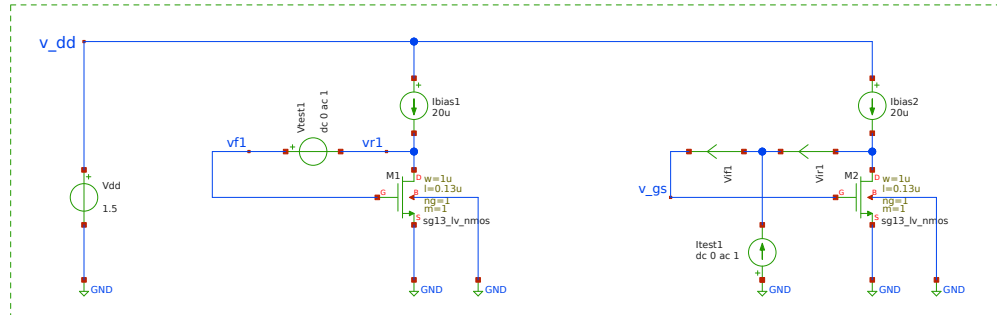 v_dd
Vdd
1.5
GND
vf1
Vtest1
dc 0 ac 1
vr1
Ibias1
20u
M1
G
D
B
S
w=1u
l=0.13u
ng=1
m=1
sg13_lv_nmos
GND
GND
v_gs
Vif1
Vir1
Itest1
dc 0 ac 1
GND
Ibias2
20u
M2
G
D
B
S
w=1u
l=0.13u
ng=1
m=1
sg13_lv_nmos
GND
GND